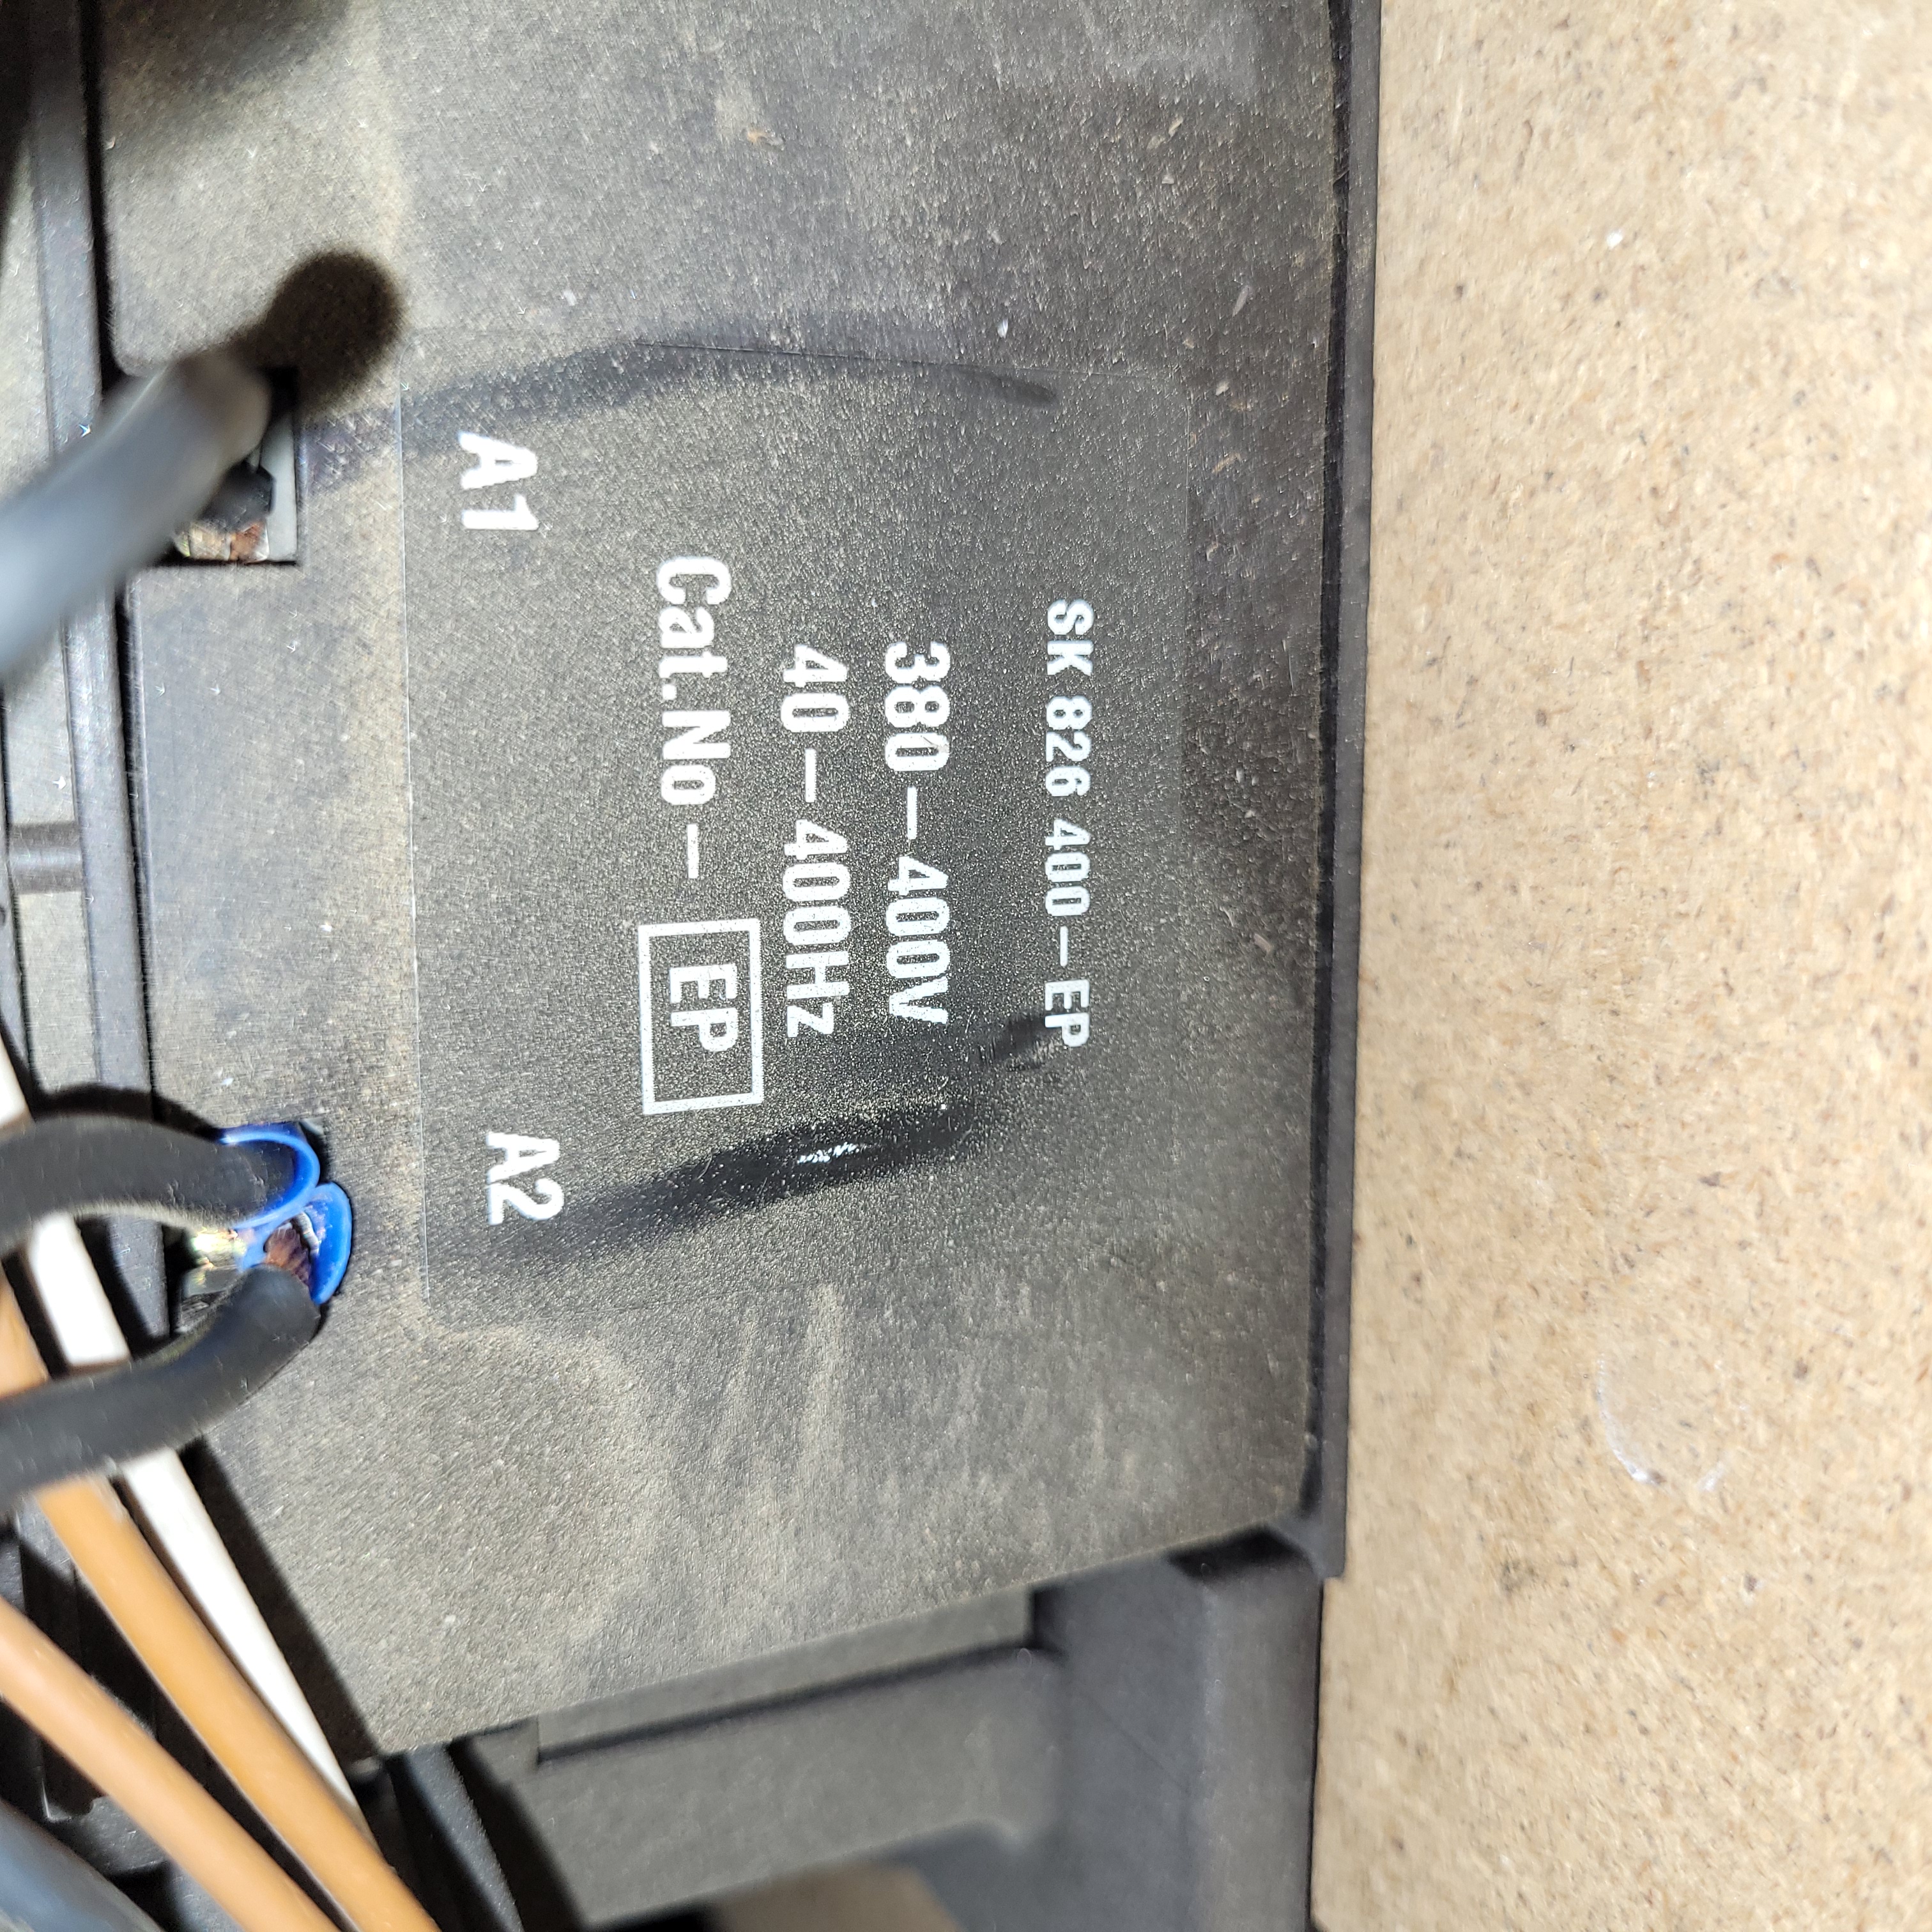 SK 826 400-EP
380-400V
40-400Hz
Cat.No- EP
A1
A2